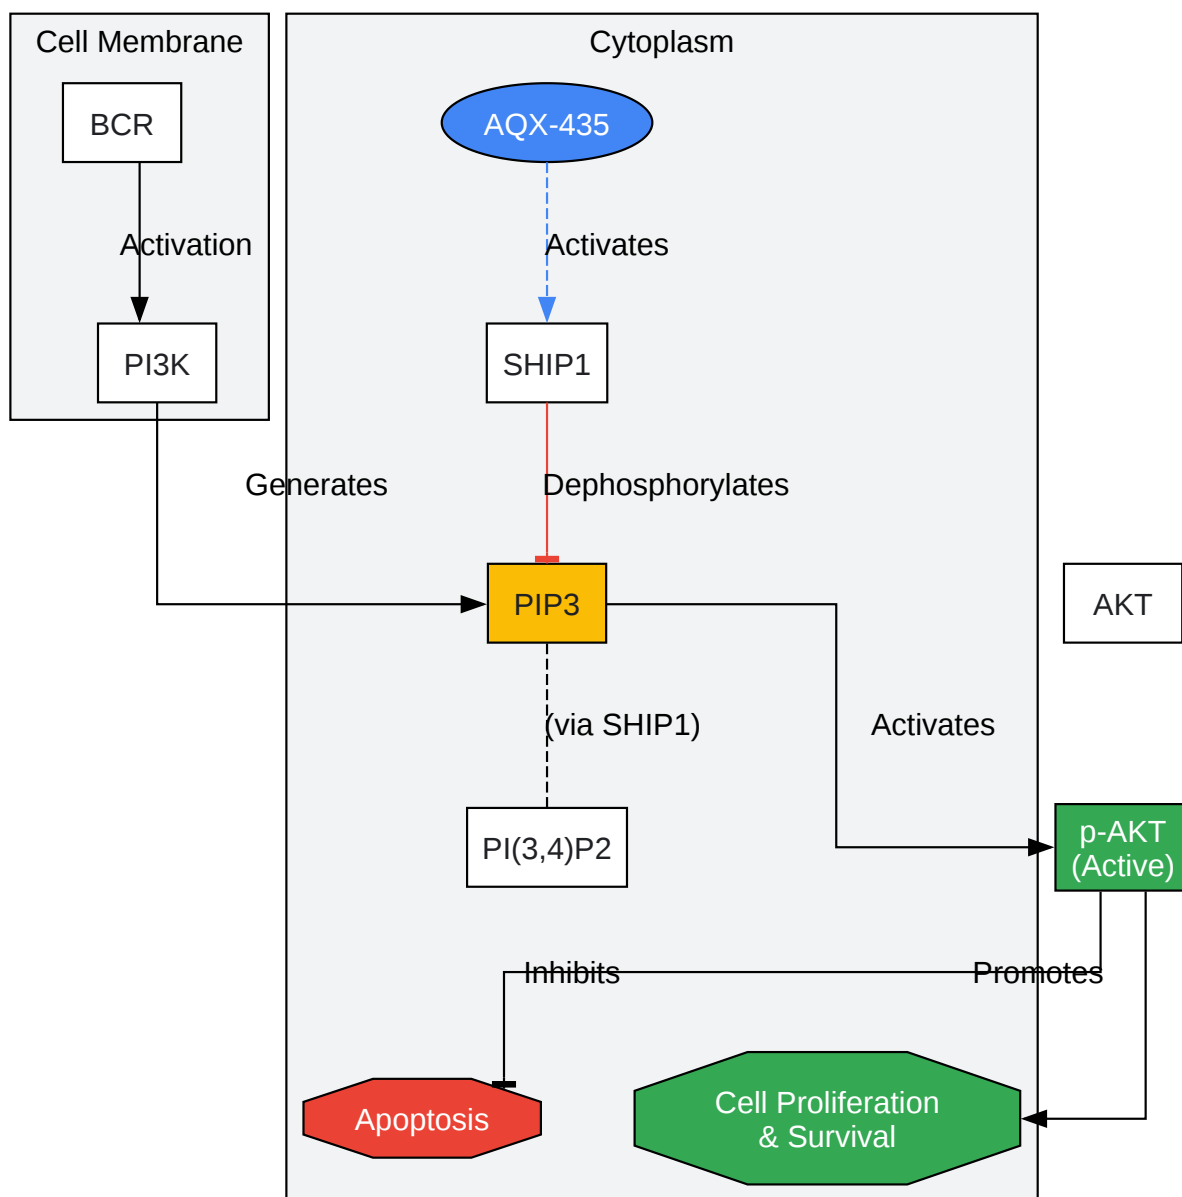 Cell Membrane
Cytoplasm
BCR
AQX-435
Activation
Activates
PI3K
SHIP1
Generates
Dephosphorylates
PIP3
AKT
(via SHIP1)
Activates
PI(3,4)P2
p-AKT
(Active)
Inhibits
Promotes
Apoptosis
Cell Proliferation
& Survival